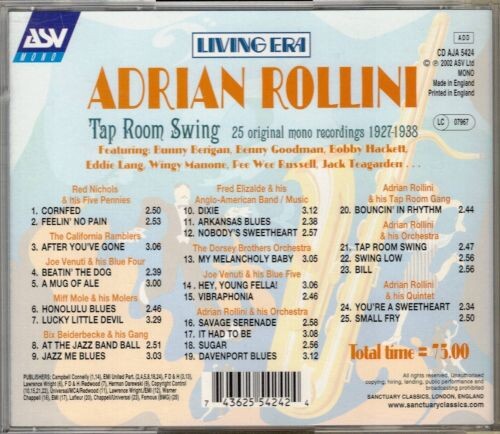 ASV
MONO
LIVING ERA
ADD
CD AJA 5424
© ℗ 2002 ASV Ltd
MONO
Made in England
Printed in England
LC 07967
ADRIAN ROLLINI
Tap Room Swing 25 original mono recordings 1927-1938
Featuring: Bunny Berigan, Benny Goodman, Bobby Hackett,
Eddie Lang, Wingy Manone, Pee Wee Russell, Jack Teagarden . . .
Red Nichols
& his Five Pennies
1. CORNFED 2.50
2. FEELIN' NO PAIN 2.53
The California Ramblers
3. AFTER YOU'VE GONE 3.06
Joe Venuti & his Blue Four
4. BEATIN' THE DOG 2.39
5. A MUG OF ALE 3.06
Miff Mole & his Molers
6. HONOLULU BLUES 3.06
7. LUCKY LITTLE DEVIL 3.09
Bix Beiderbecke & his Gang
8. AT THE JAZZ BAND BALL 2.51
9. JAZZ ME BLUES 3.03
Fred Elizalde & his
Anglo-American Band / Music
10. DIXIE 3.12
11. ARKANSAS BLUES 2.38
12. NOBODY'S SWEETHEART 2.57
The Dorsey Brothers Orchestra
13. MY MELANCHOLY BABY 3.05
Joe Venuti & his Blue Five
14. HEY, YOUNG FELLA! 3.06
15. VIBRAPHONIA 2.46
Adrian Rollini & his Orchestra
16. SAVAGE SERENADE 2.58
17. IT HAD TO BE 3.08
18. SUGAR 2.56
19. DAVENPORT BLUES 3.12
Adrian Rollini
& his Tap Room Gang
20. BOUNCIN' IN RHYTHM 2.44
Adrian Rollini
& his Orchestra
21. TAP ROOM SWING 2.47
22. SWING LOW 2.56
23. BILL 2.56
Adrian Rollini
& his Quintet
24. YOU'RE A SWEETHEART 2.34
25. SMALL FRY 2.50
Total time = 75.00
7 43625 54242 4
All rights reserved. Unauthorised
copying, hiring, lending, public performance and
broadcasting prohibited
SANCTUARY CLASSICS, LONDON, ENGLAND
www.sanctuaryclassics.com